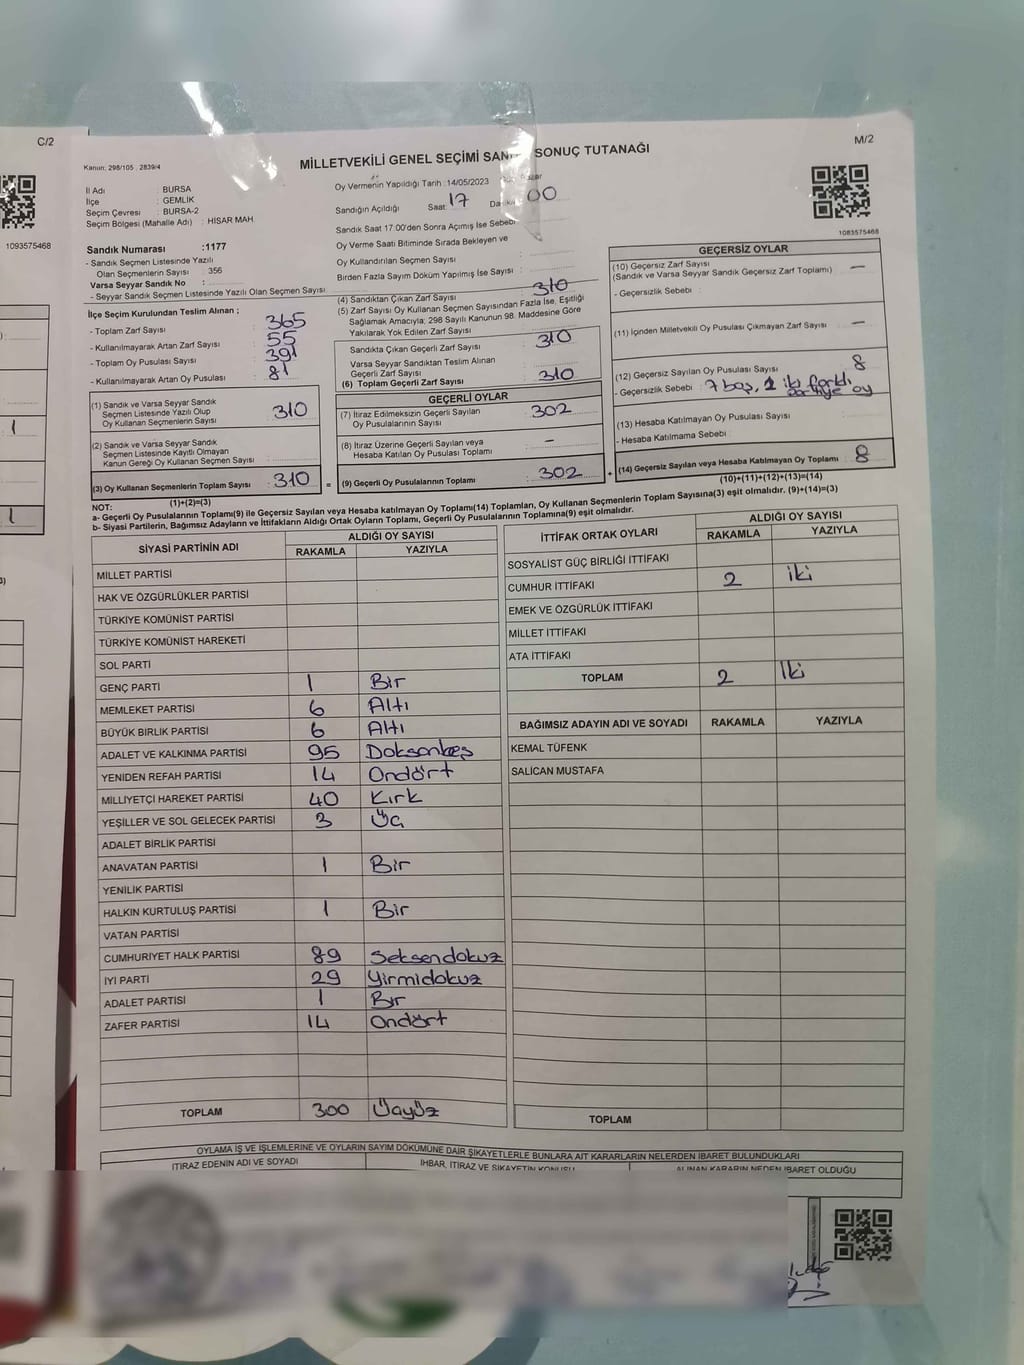 C/2
M/2
Kanun: 298/105 , 2839/4
MİLLETVEKİLİ GENEL SEÇİMİ SONUÇ TUTANAĞI
İl Adı : BURSA
İlçe : GEMLİK
Seçim Çevresi : BURSA-2
Seçim Bölgesi (Mahalle Adı) : HİSAR MAH.
Oy Vermenin Yapıldığı Tarih :14/05/2023
Sandığın Açıldığı Saat: 17 00
Sandık Saat 17.00'den Sonra Açımış İse Sebebi
Oy Verme Saati Bitiminde Sırada Bekleyen ve
Oy Kullandırılan Seçmen Sayısı :
Birden Fazla Sayım Döküm Yapılmış İse Sayısı :
1093575468
1083575468
Sandık Numarası :1177
- Sandık Seçmen Listesinde Yazılı
Olan Seçmenlerin Sayısı : 356
Varsa Seyyar Sandık No :
- Seyyar Sandık Seçmen Listesinde Yazılı Olan Seçmen Sayısı
İlçe Seçim Kurulundan Teslim Alınan ;
- Toplam Zarf Sayısı : 365
- Kullanılmayarak Artan Zarf Sayısı : 55
- Toplam Oy Pusulası Sayısı : 391
- Kullanılmayarak Artan Oy Pusulası : 81
(1) Sandık ve Varsa Seyyar Sandık
Seçmen Listesinde Yazılı Olup
Oy Kullanan Seçmenlerin Sayısı : 310
(2) Sandık ve Varsa Seyyar Sandık
Seçmen Listesinde Kayıtlı Olmayan
Kanun Gereği Oy Kullanan Seçmen Sayısı :
(3) Oy Kullanan Seçmenlerin Toplam Sayısı : 310
(1)+(2)=(3)
(4) Sandıktan Çıkan Zarf Sayısı : 310
(5) Zarf Sayısı Oy Kullanan Seçmen Sayısından Fazla İse, Eşitliği
Sağlamak Amacıyla; 298 Sayılı Kanunun 98. Maddesine Göre
Yakılarak Yok Edilen Zarf Sayısı :
Sandıkta Çıkan Geçerli Zarf Sayısı : 310
Varsa Seyyar Sandıktan Teslim Alınan
Geçerli Zarf Sayısı :
(6) Toplam Geçerli Zarf Sayısı : 310
GEÇERLİ OYLAR
(7) İtiraz Edilmeksizin Geçerli Sayılan
Oy Pusulalarının Sayısı : 302
(8) İtiraz Üzerine Geçerli Sayılan veya
Hesaba Katılan Oy Pusulası Toplamı : –
= (9) Geçerli Oy Pusulalarının Toplamı : 302 +
GEÇERSİZ OYLAR
(10) Geçersiz Zarf Sayısı
(Sandık ve Varsa Seyyar Sandık Geçersiz Zarf Toplamı) : –
- Geçersizlik Sebebi :
(11) İçinden Milletvekili Oy Pusulası Çıkmayan Zarf Sayısı : –
(12) Geçersiz Sayılan Oy Pusulası Sayısı : 8
- Geçersizlik Sebebi : 7 boş, 1 iki farklı partiye oy
(13) Hesaba Katılmayan Oy Pusulası Sayısı :
- Hesaba Katılmama Sebebi :
(14) Geçersiz Sayılan veya Hesaba Katılmayan Oy Toplamı : 8
(10)+(11)+(12)+(13)=(14)
NOT:
a- Geçerli Oy Pusulalarının Toplamı(9) ile Geçersiz Sayılan veya Hesaba katılmayan Oy Toplamı(14) Toplamları, Oy Kullanan Seçmenlerin Toplam Sayısına(3) eşit olmalıdır. (9)+(14)=(3)
b- Siyasi Partilerin, Bağımsız Adayların ve İttifakların Aldığı Ortak Oyların Toplamı, Geçerli Oy Pusulalarının Toplamına(9) eşit olmalıdır.
SİYASİ PARTİNİN ADI ALDIĞI OY SAYISI
RAKAMLA YAZIYLA
MİLLET PARTİSİ
HAK VE ÖZGÜRLÜKLER PARTİSİ
TÜRKİYE KOMÜNİST PARTİSİ
TÜRKİYE KOMÜNİST HAREKETİ
SOL PARTİ
GENÇ PARTİ 1 Bir
MEMLEKET PARTİSİ 6 Altı
BÜYÜK BİRLİK PARTİSİ 6 Altı
ADALET VE KALKINMA PARTİSİ 95 Doksanbeş
YENİDEN REFAH PARTİSİ 14 Ondört
MİLLİYETÇİ HAREKET PARTİSİ 40 Kırk
YEŞİLLER VE SOL GELECEK PARTİSİ 3 Üç
ADALET BİRLİK PARTİSİ
ANAVATAN PARTİSİ 1 Bir
YENİLİK PARTİSİ
HALKIN KURTULUŞ PARTİSİ 1 Bir
VATAN PARTİSİ
CUMHURİYET HALK PARTİSİ 89 Seksendokuz
İYİ PARTİ 29 Yirmidokuz
ADALET PARTİSİ 1 Bir
ZAFER PARTİSİ 14 Ondört
TOPLAM 300 Üçyüz
İTTİFAK ORTAK OYLARI ALDIĞI OY SAYISI
RAKAMLA YAZIYLA
SOSYALİST GÜÇ BİRLİĞİ İTTİFAKI
CUMHUR İTTİFAKI 2 iki
EMEK VE ÖZGÜRLÜK İTTİFAKI
MİLLET İTTİFAKI
ATA İTTİFAKI
TOPLAM 2 İki
BAĞIMSIZ ADAYIN ADI VE SOYADI RAKAMLA YAZIYLA
KEMAL TÜFENK
SALİCAN MUSTAFA
TOPLAM
OYLAMA İŞ VE İŞLEMLERİNE VE OYLARIN SAYIM DÖKÜMÜNE DAİR ŞİKAYETLERLE BUNLARA AİT KARARLARIN NELERDEN İBARET BULUNDUKLARI
İTİRAZ EDENİN ADI VE SOYADI İHBAR, İTİRAZ VE ŞİKAYETİN KONUSU ALINAN KARARIN NEDEN İBARET OLDUĞU